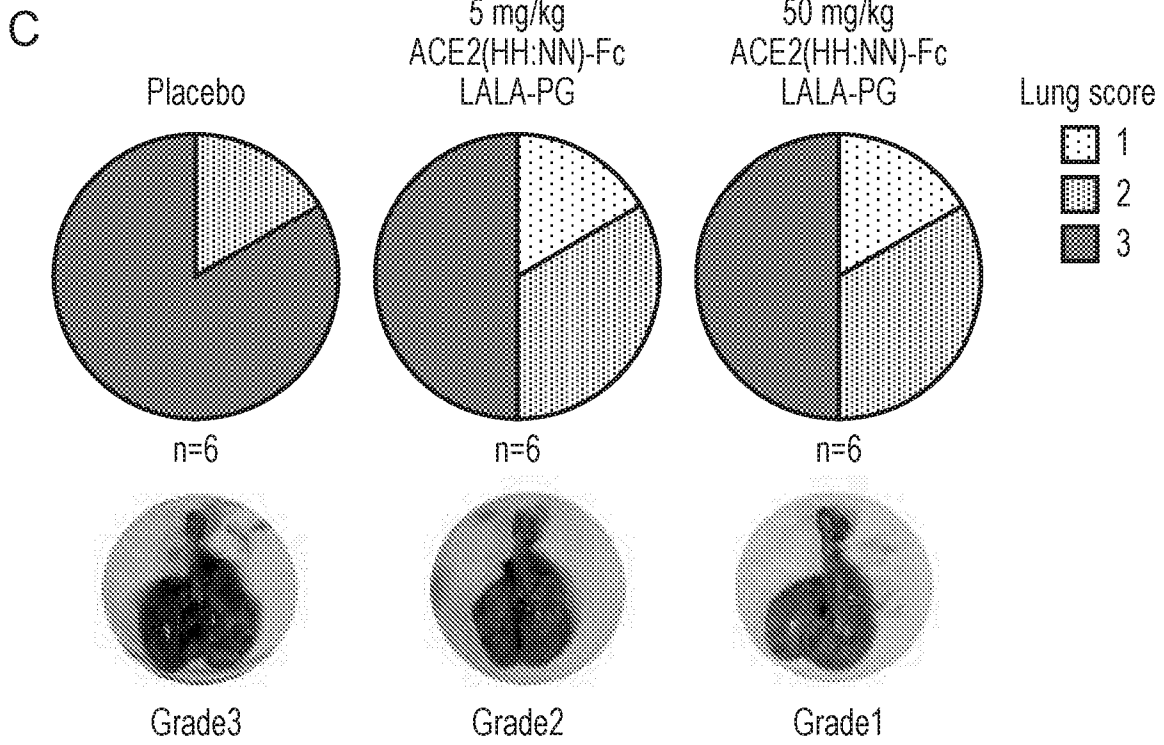 C
Placebo
5 mg/kg
ACE2(HH:NN)-Fc
LALA-PG
50 mg/kg
ACE2(HH:NN)-Fc
LALA-PG
Lung score
1
2
3
n=6
n=6
n=6
Grade3
Grade2
Grade1